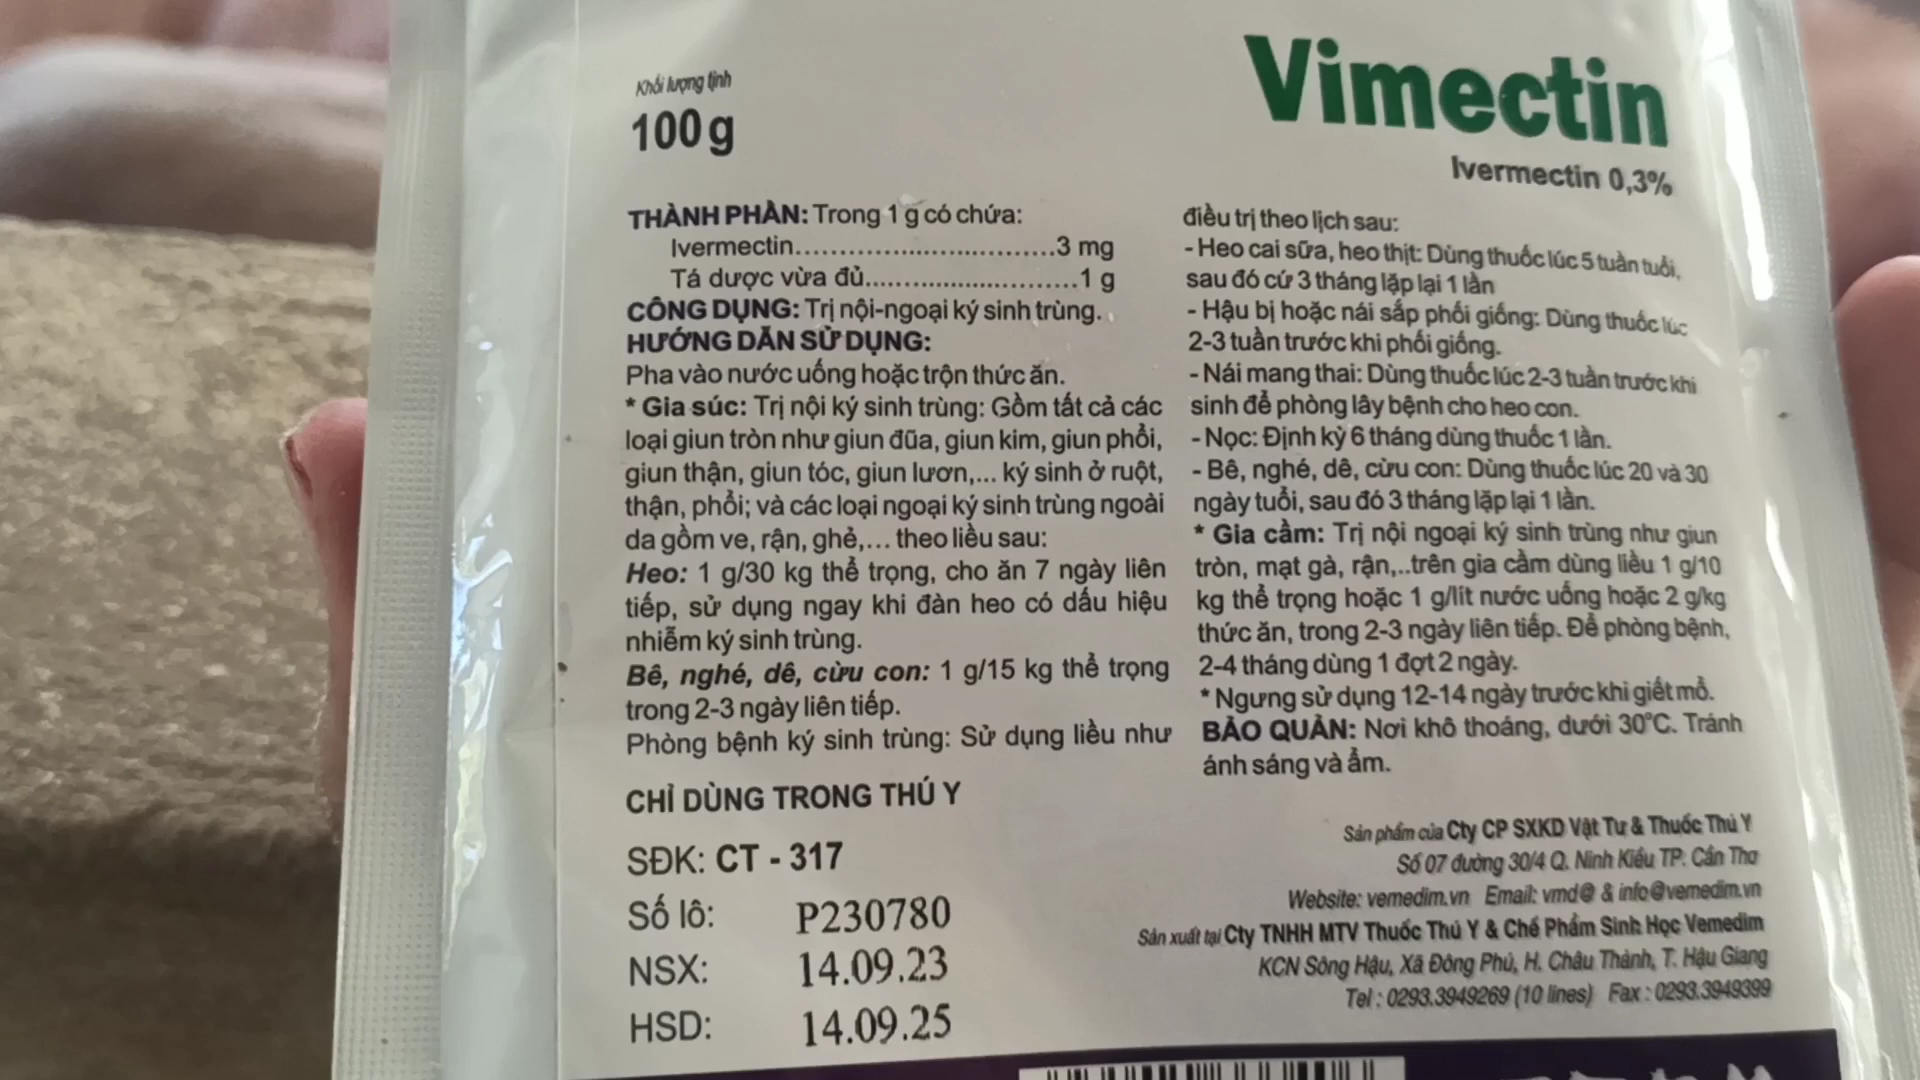 Khối lượng tịnh
100 g
Vimectin
Ivermectin 0,3%
THÀNH PHẦN: Trong 1 g có chứa:
Ivermectin..................................3 mg
Tá dược vừa đủ...........................1 g
CÔNG DỤNG: Trị nội-ngoại ký sinh trùng.
HƯỚNG DẪN SỬ DỤNG:
Pha vào nước uống hoặc trộn thức ăn.
* Gia súc: Trị nội ký sinh trùng: Gồm tất cả các
loại giun tròn như giun đũa, giun kim, giun phổi,
giun thận, giun tóc, giun lươn,... ký sinh ở ruột,
thận, phổi; và các loại ngoại ký sinh trùng ngoài
da gồm ve, rận, ghẻ,... theo liều sau:
Heo: 1 g/30 kg thể trọng, cho ăn 7 ngày liên
tiếp, sử dụng ngay khi đàn heo có dấu hiệu
nhiễm ký sinh trùng.
Bê, nghé, dê, cừu con: 1 g/15 kg thể trọng
trong 2-3 ngày liên tiếp.
Phòng bệnh ký sinh trùng: Sử dụng liều như
điều trị theo lịch sau:
- Heo cai sữa, heo thịt: Dùng thuốc lúc 5 tuần tuổi,
sau đó cứ 3 tháng lặp lại 1 lần
- Hậu bị hoặc nái sắp phối giống: Dùng thuốc lúc
2-3 tuần trước khi phối giống.
- Nái mang thai: Dùng thuốc lúc 2-3 tuần trước khi
sinh để phòng lây bệnh cho heo con.
- Nọc: Định kỳ 6 tháng dùng thuốc 1 lần.
- Bê, nghé, dê, cừu con: Dùng thuốc lúc 20 và 30
ngày tuổi, sau đó 3 tháng lặp lại 1 lần.
* Gia cầm: Trị nội ngoại ký sinh trùng như giun
tròn, mạt gà, rận,..trên gia cầm dùng liều 1 g/10
kg thể trọng hoặc 1 g/lít nước uống hoặc 2 g/kg
thức ăn, trong 2-3 ngày liên tiếp. Để phòng bệnh,
2-4 tháng dùng 1 đợt 2 ngày.
* Ngưng sử dụng 12-14 ngày trước khi giết mổ.
BẢO QUẢN: Nơi khô thoáng, dưới 30°C. Tránh
ánh sáng và ẩm.
CHỈ DÙNG TRONG THÚ Y
SĐK: CT - 317
Số lô: P230780
NSX: 14.09.23
HSD: 14.09.25
Sản phẩm của Cty CP SXKD Vật Tư & Thuốc Thú Y
Số 07 đường 30/4 Q. Ninh Kiều TP. Cần Thơ
Website: vemedim.vn Email: vmd@ & info@vemedim.vn
Sản xuất tại Cty TNHH MTV Thuốc Thú Y & Chế Phẩm Sinh Học Vemedim
KCN Sông Hậu, Xã Đông Phú, H. Châu Thành, T. Hậu Giang
Tel : 0293.3949269 (10 lines) Fax : 0293.3949399